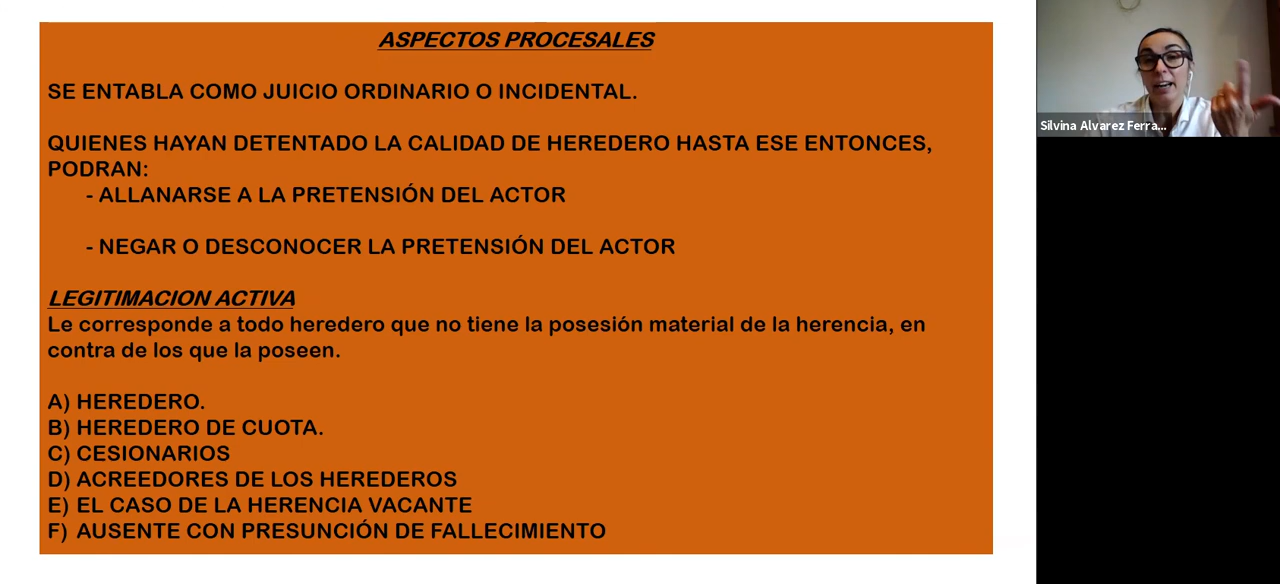 ASPECTOS PROCESALES
SE ENTABLA COMO JUICIO ORDINARIO O INCIDENTAL.
QUIENES HAYAN DETENTADO LA CALIDAD DE HEREDERO HASTA ESE ENTONCES,
PODRAN:
- ALLANARSE A LA PRETENSIÓN DEL ACTOR
- NEGAR O DESCONOCER LA PRETENSIÓN DEL ACTOR
LEGITIMACION ACTIVA
Le corresponde a todo heredero que no tiene la posesión material de la herencia, en
contra de los que la poseen.
A) HEREDERO.
B) HEREDERO DE CUOTA.
C) CESIONARIOS
D) ACREEDORES DE LOS HEREDEROS
E) EL CASO DE LA HERENCIA VACANTE
F) AUSENTE CON PRESUNCIÓN DE FALLECIMIENTO
Silvina Alvarez Ferra...